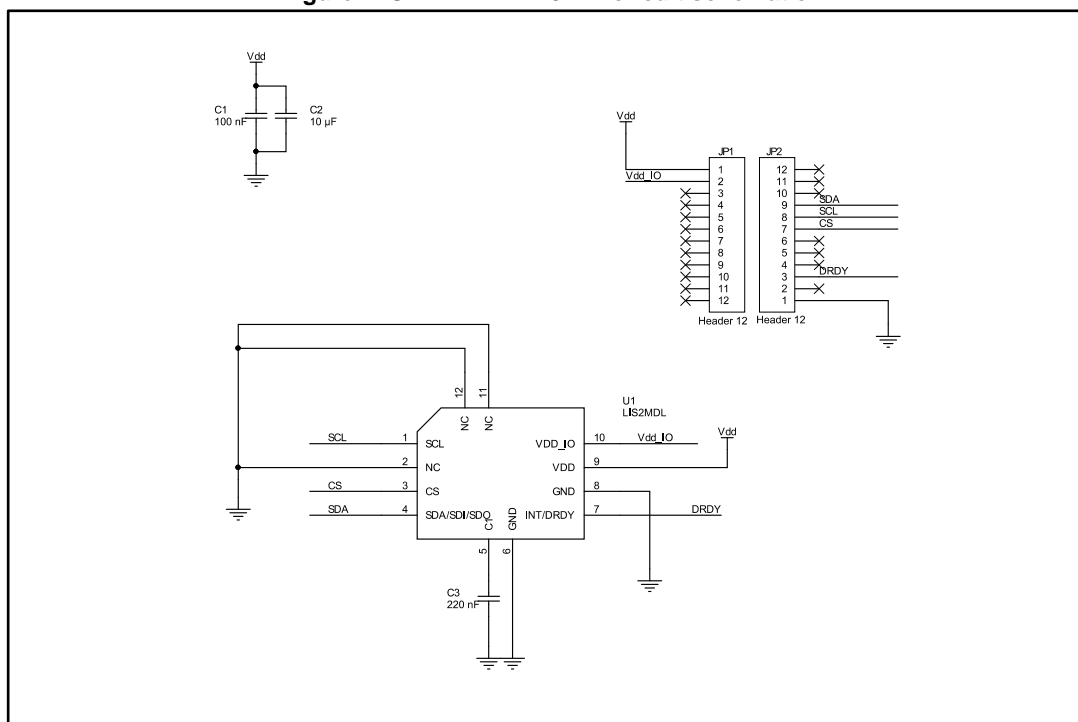 Vdd
C1
100 nF
C2
10 µF
Vdd
Vdd_IO
JP1
1
2
3
4
5
6
7
8
9
10
11
12
Header 12
JP2
12
11
10
9
8
7
6
5
4
3
2
1
Header 12
SDA
SCL
CS
DRDY
U1
LIS2MDL
12
11
NC
NC
SCL
1
SCL
2
NC
CS
3
CS
SDA
4
SDA/SDI/SDO
VDD_IO
10
Vdd_IO
VDD
9
Vdd
GND
8
INT/DRDY
7
DRDY
C1
GND
5
6
C3
220 nF